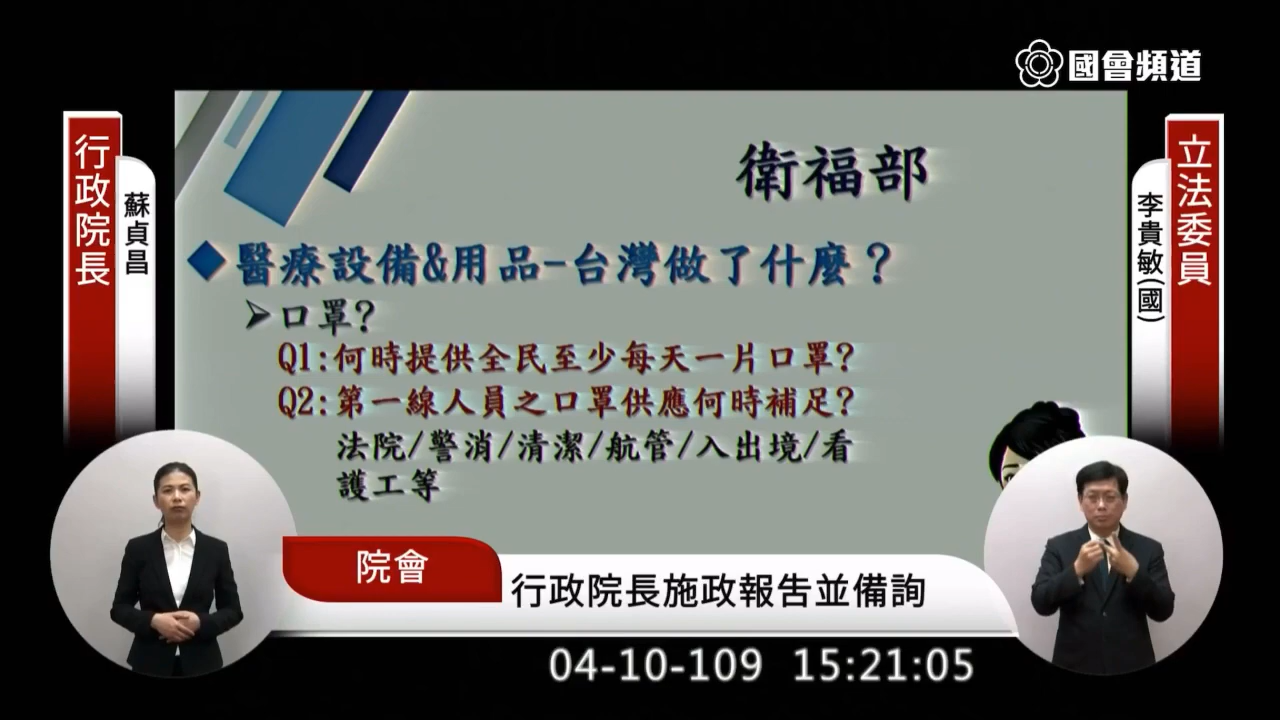 國會頻道
行政院長
蘇貞昌
立法委員
李貴敏(國)
衛福部
醫療設備&用品-台灣做了什麼？
口罩?
Q1:何時提供全民至少每天一片口罩?
Q2:第一線人員之口罩供應何時補足?
法院/警消/清潔/航管/入出境/看
護工等
院會
行政院長施政報告並備詢
04-10-109 15:21:05